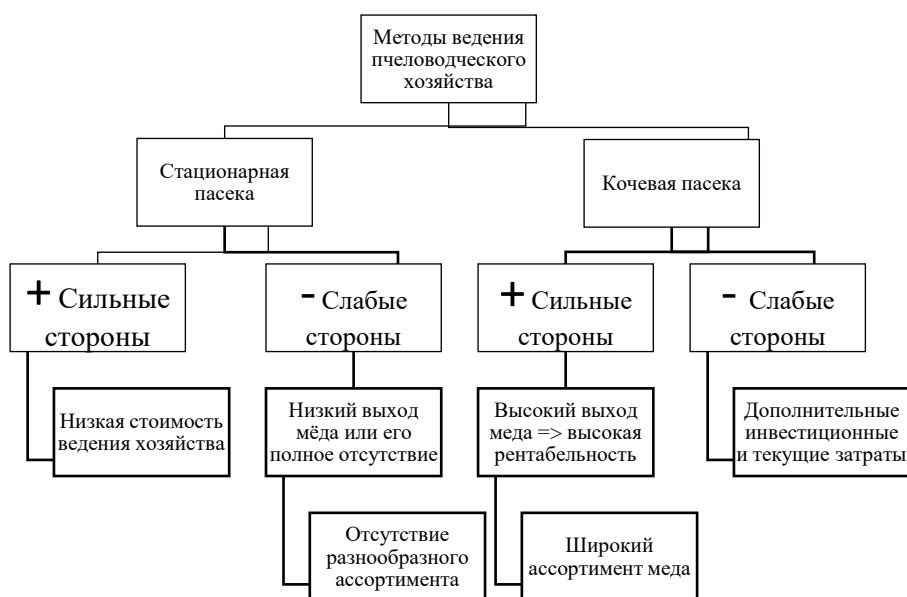 Методы ведения
пчеловодческого
хозяйства
Стационарная
пасека
Кочевая пасека
+ Сильные
стороны
- Слабые
стороны
+ Сильные
стороны
- Слабые
стороны
Низкая стоимость
ведения хозяйства
Низкий выход
мёда или его
полное отсутствие
Высокий выход
меда => высокая
рентабельность
Дополнительные
инвестиционные
и текущие затраты
Отсутствие
разнообразного
ассортимента
Широкий
ассортимент меда